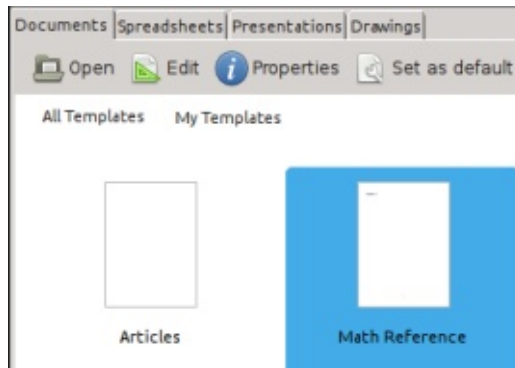 Documents Spreadsheets Presentations Drawings
Open Edit Properties Set as default
All Templates My Templates
Articles Math Reference